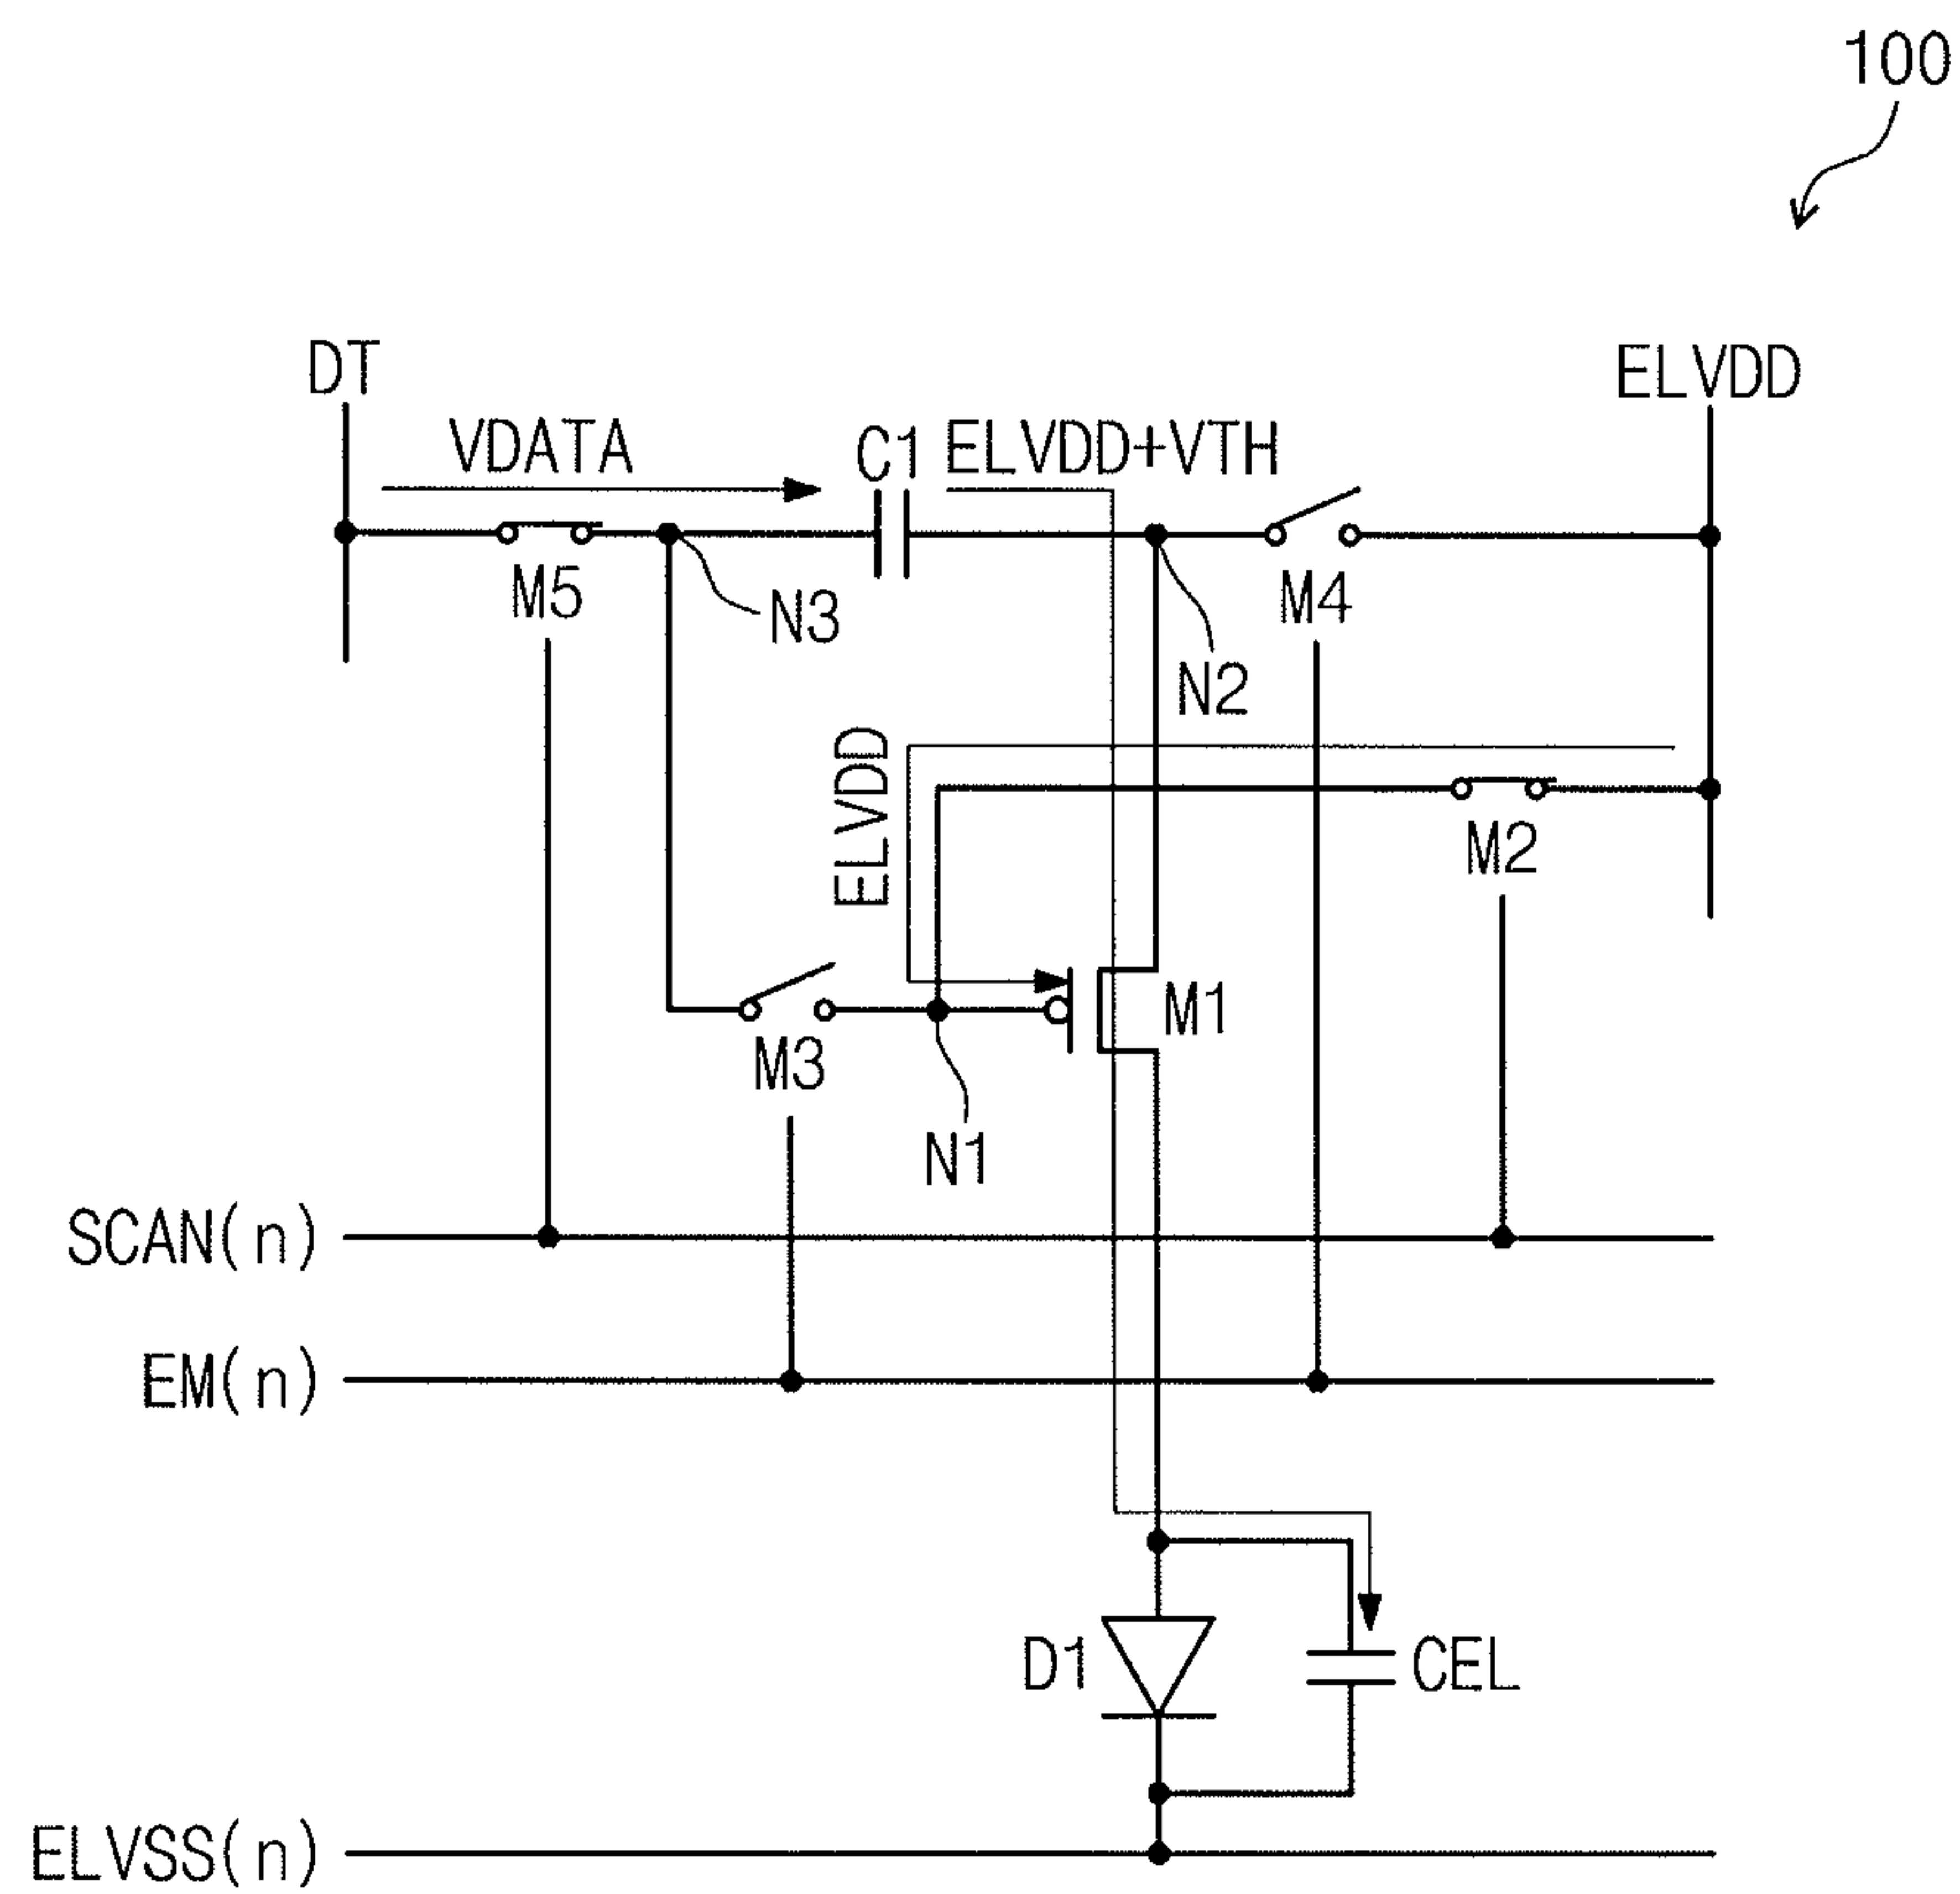 100
DT
ELVDD
VDATA
C1
ELVDD+VTH
M5
N3
M4
N2
ELVDD
M2
M1
M3
N1
SCAN(n)
EM(n)
D1
CEL
ELVSS(n)